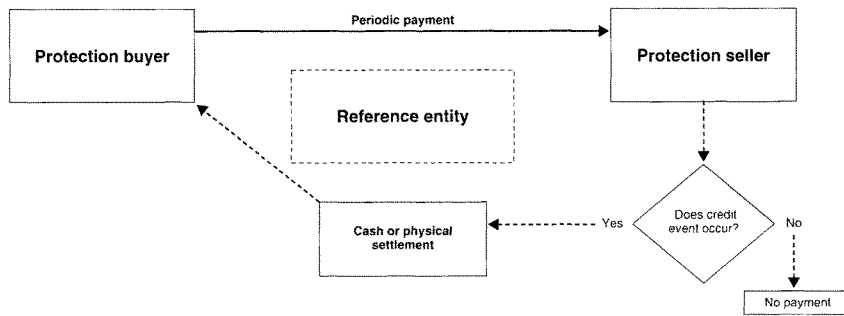 Periodic payment
Protection buyer
Protection seller
Reference entity
Cash or physical
settlement
Yes
Does credit
event occur?
No
No payment